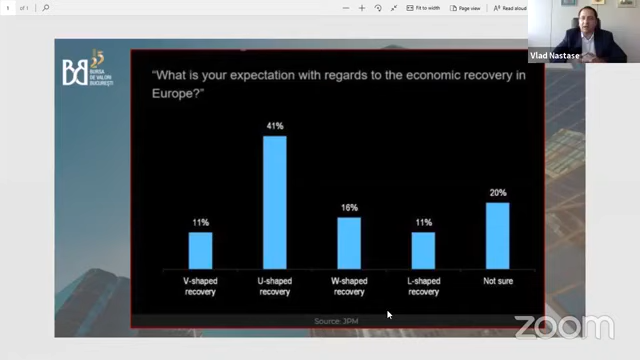 1 of 1
Fit to width
Page view
Read aloud
Vlad Nastase
BURSA
DE VALORI
BUCUREȘTI
"What is your expectation with regards to the economic recovery in
Europe?"
11%
41%
16%
11%
20%
V-shaped
recovery
U-shaped
recovery
W-shaped
recovery
L-shaped
recovery
Not sure
Source: JPM
zoom